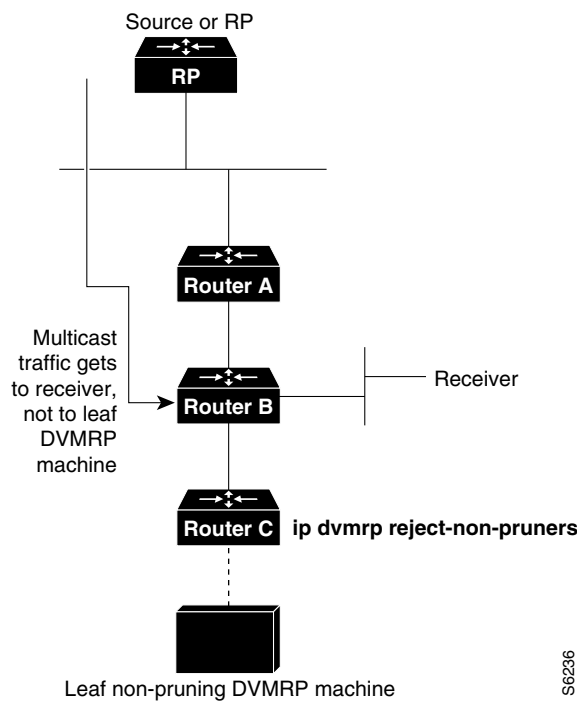 Source or RP
RP
Router A
Multicast
traffic gets
to receiver,
not to leaf
DVMRP
machine
Router B
Receiver
Router C
ip dvmrp reject-non-pruners
Leaf non-pruning DVMRP machine
S6236